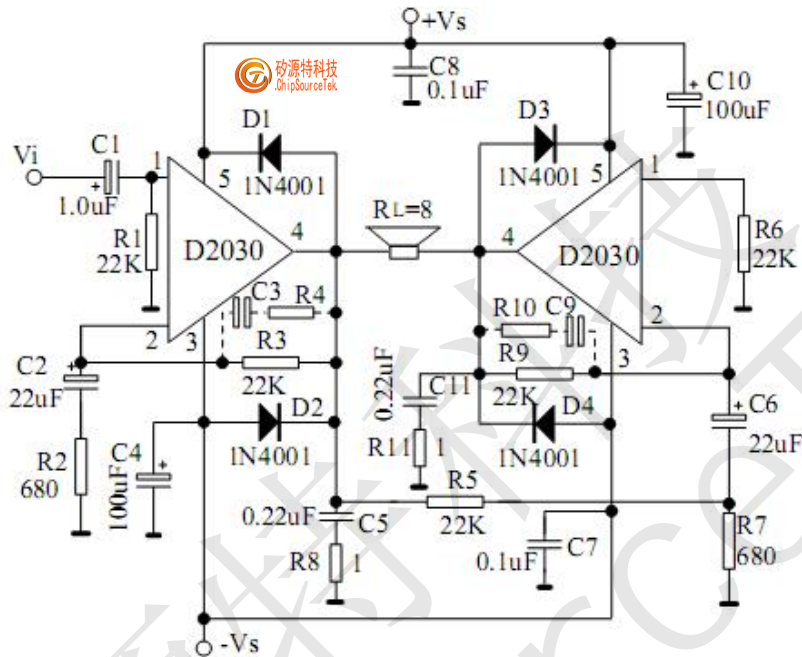 +Vs
矽源特科技
.ChipSourceTek
C8
0.1uF
C10
+
100uF
D1
1N4001
D3
1N4001
Vi
C1
+
1.0uF
1
5
4
D2030
R1
22K
2
3
RL=8
5
1
4
D2030
R6
22K
2
3
C3
R4
R3
22K
R10
C9
R9
22K
C2
+
22uF
R2
680
C4
+
100uF
D2
1N4001
0.22uF
C11
R11
1
D4
1N4001
C6
+
22uF
R5
22K
0.22uF
C5
R8
1
0.1uF
C7
R7
680
-Vs
特科技